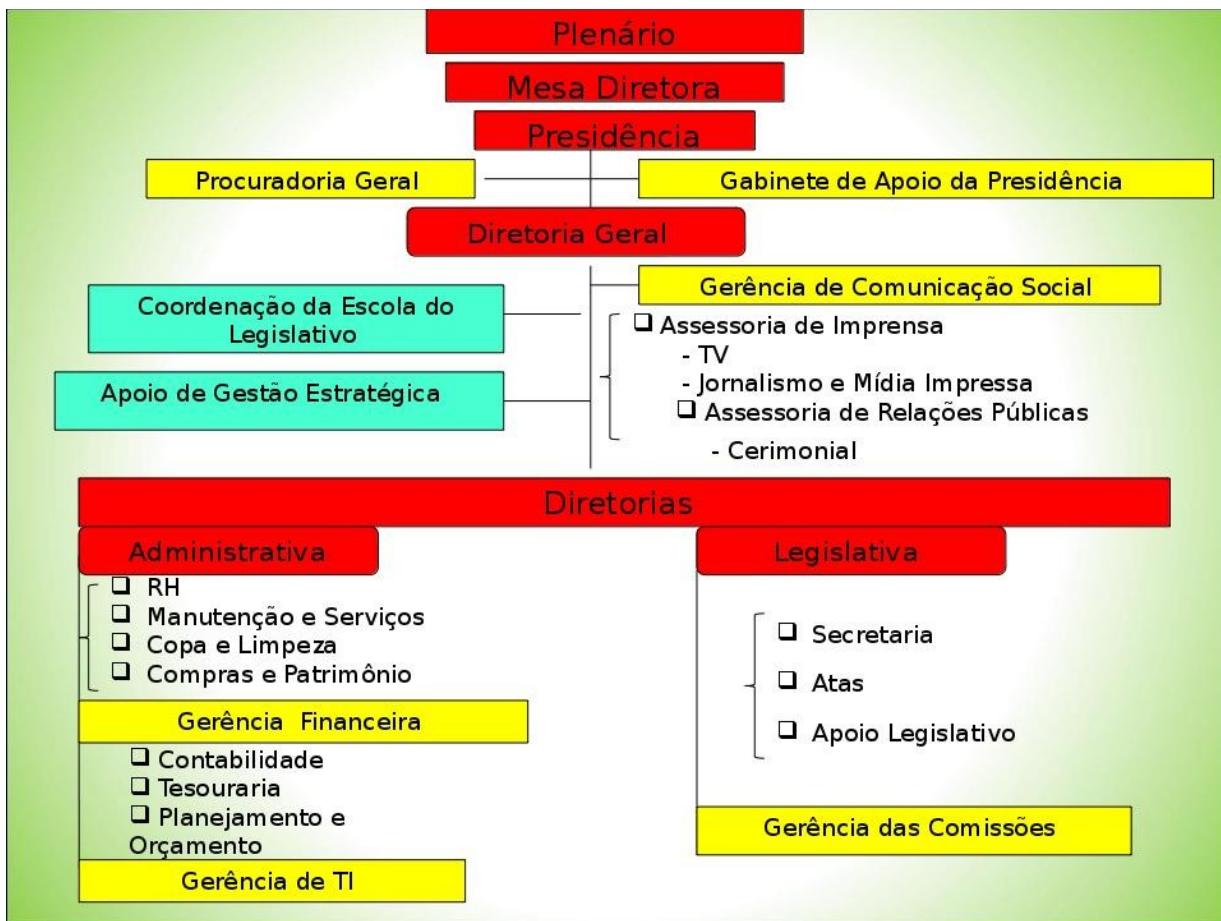 Plenário
Mesa Diretora
Presidência
Procuradoria Geral
Gabinete de Apoio da Presidência
Diretoria Geral
Gerência de Comunicação Social
Coordenação da Escola do
Legislativo
Assessoria de Imprensa
- TV
- Jornalismo e Mídia Impressa
Apoio de Gestão Estratégica
Assessoria de Relações Públicas
- Cerimonial
Diretorias
Administrativa
RH
Manutenção e Serviços
Copa e Limpeza
Compras e Patrimônio
Gerência Financeira
Contabilidade
Tesouraria
Planejamento e
Orçamento
Gerência de TI
Legislativa
Secretaria
Atas
Apoio Legislativo
Gerência das Comissões